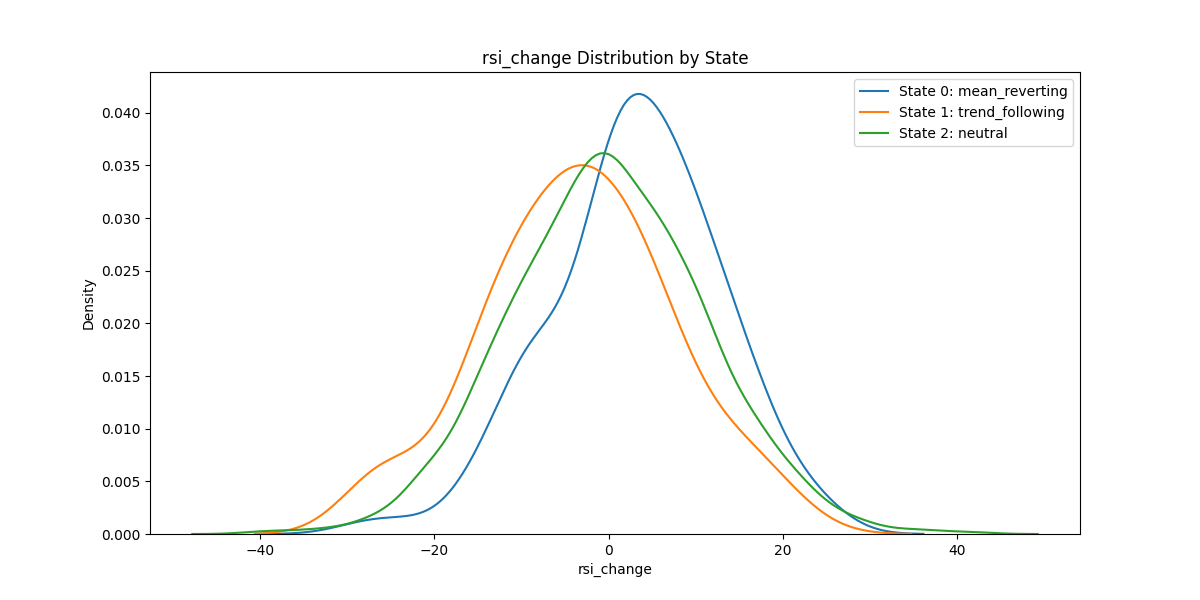 rsi_change Distribution by State
State 0: mean_reverting
State 1: trend_following
State 2: neutral
Density
0.040
0.035
0.030
0.025
0.020
0.015
0.010
0.005
0.000
−40
−20
0
20
40
rsi_change